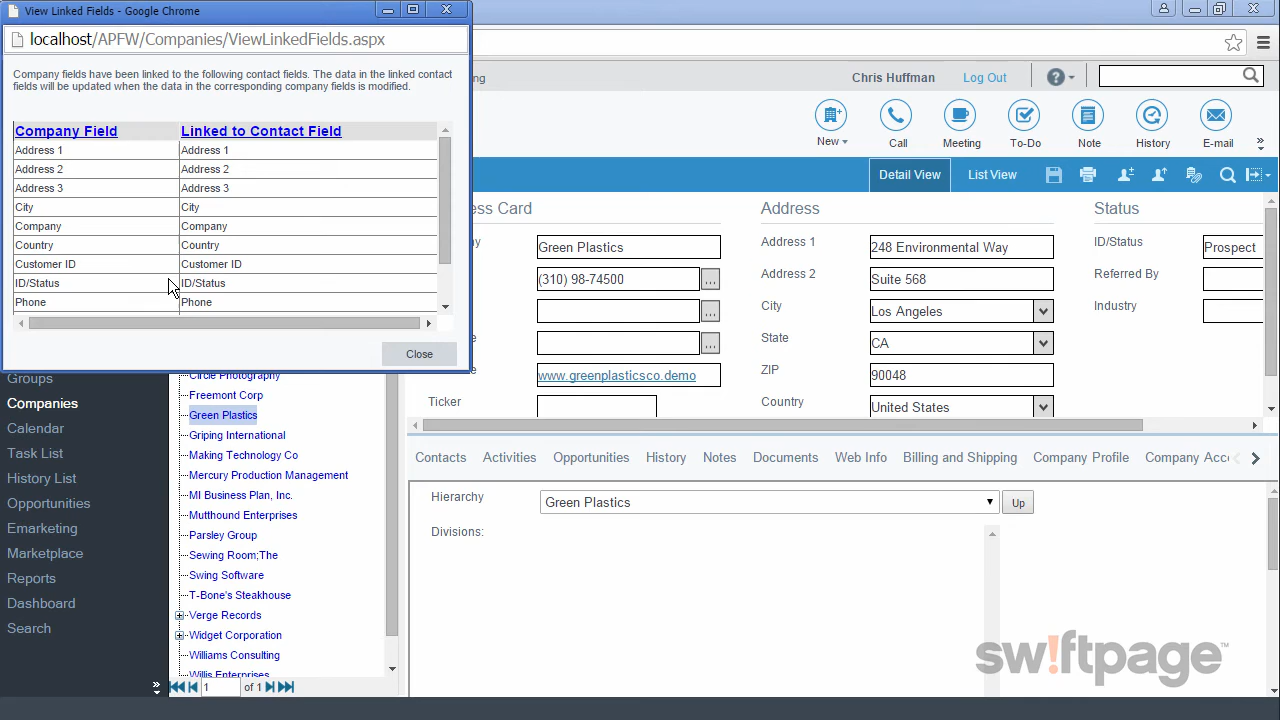 View Linked Fields - Google Chrome
localhost/APFW/Companies/ViewLinkedFields.aspx
Company fields have been linked to the following contact fields. The data in the linked contact
fields will be updated when the data in the corresponding company fields is modified.
Company Field Linked to Contact Field
Address 1 Address 1
Address 2 Address 2
Address 3 Address 3
City City
Company Company
Country Country
Customer ID Customer ID
ID/Status ID/Status
Phone Phone
Close
Chris Huffman Log Out
New Call Meeting To-Do Note History E-mail
Detail View List View
ess Card
Green Plastics
(310) 98-74500
www.greenplasticsco.demo
Ticker
Address
Address 1 248 Environmental Way
Address 2 Suite 568
City Los Angeles
State CA
ZIP 90048
Country United States
Status
ID/Status Prospect
Referred By
Industry
Groups
Companies
Calendar
Task List
History List
Opportunities
Emarketing
Marketplace
Reports
Dashboard
Search
Circle Photography
Freemont Corp
Green Plastics
Griping International
Making Technology Co
Mercury Production Management
MI Business Plan, Inc.
Mutthound Enterprises
Parsley Group
Sewing Room;The
Swing Software
T-Bone's Steakhouse
Verge Records
Widget Corporation
Williams Consulting
Willis Enterprises
1 of 1
Contacts Activities Opportunities History Notes Documents Web Info Billing and Shipping Company Profile Company Acc
Hierarchy Green Plastics Up
Divisions:
sw!ftpage™